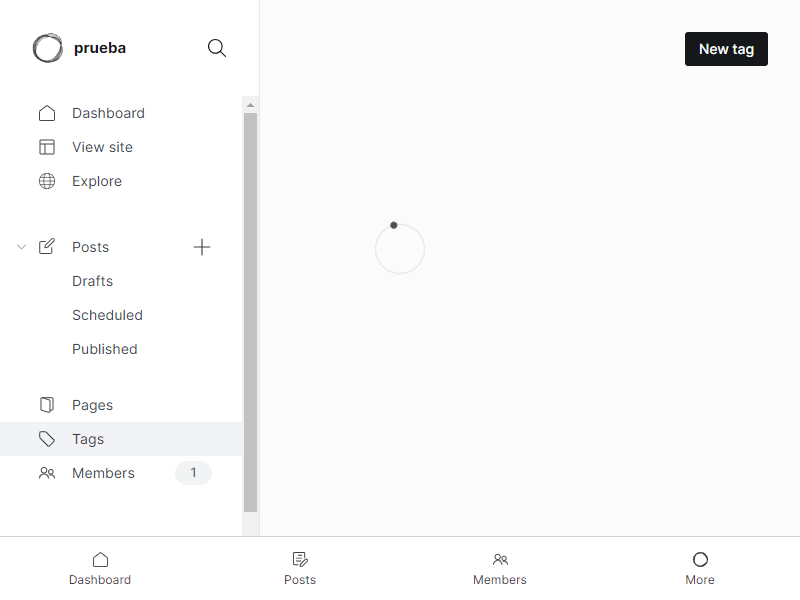 prueba
New tag
Dashboard
View site
Explore
Posts
Drafts
Scheduled
Published
Pages
Tags
Members 1
Dashboard
Posts
Members
More